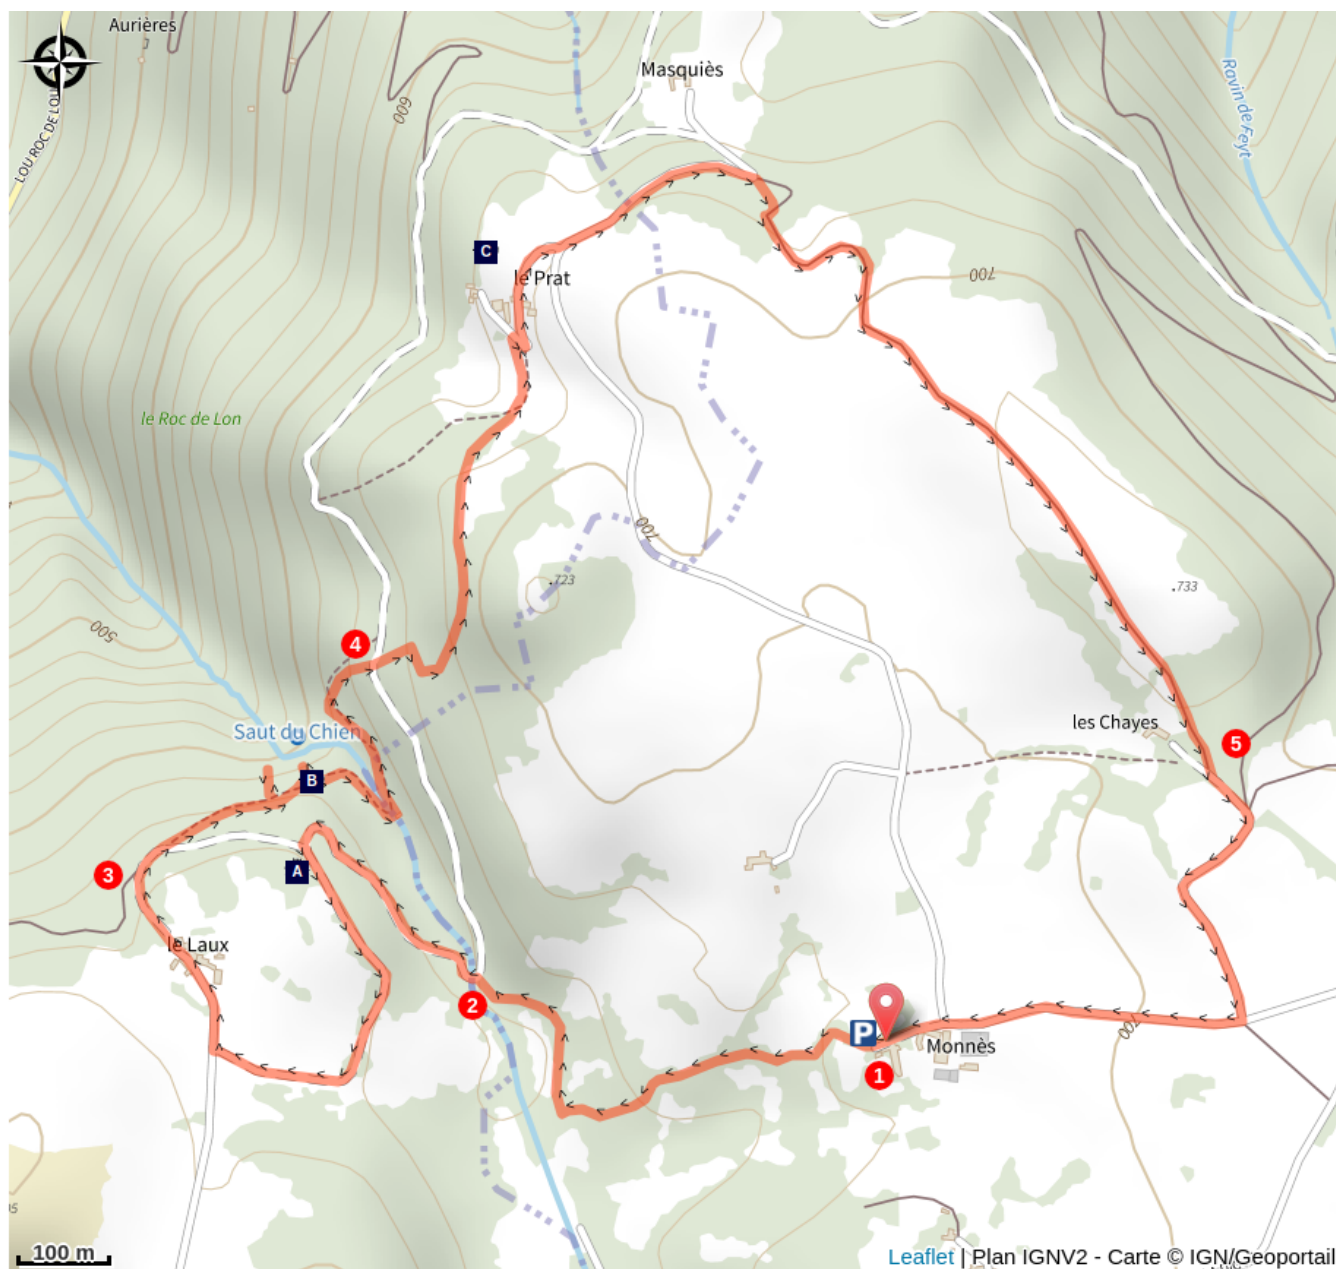 Aurières
Masquiès
600
LOU ROC DE LOU
Ravin de Feyt
C
le Prat
700
le Roc de Lon
700
.723
.733
500
4
les Chayes
Saut du Chien
5
B
3
A
le Laux
2
P
Monnès
700
1
100 m
Leaflet | Plan IGNV2 - Carte © IGN/Geoportail